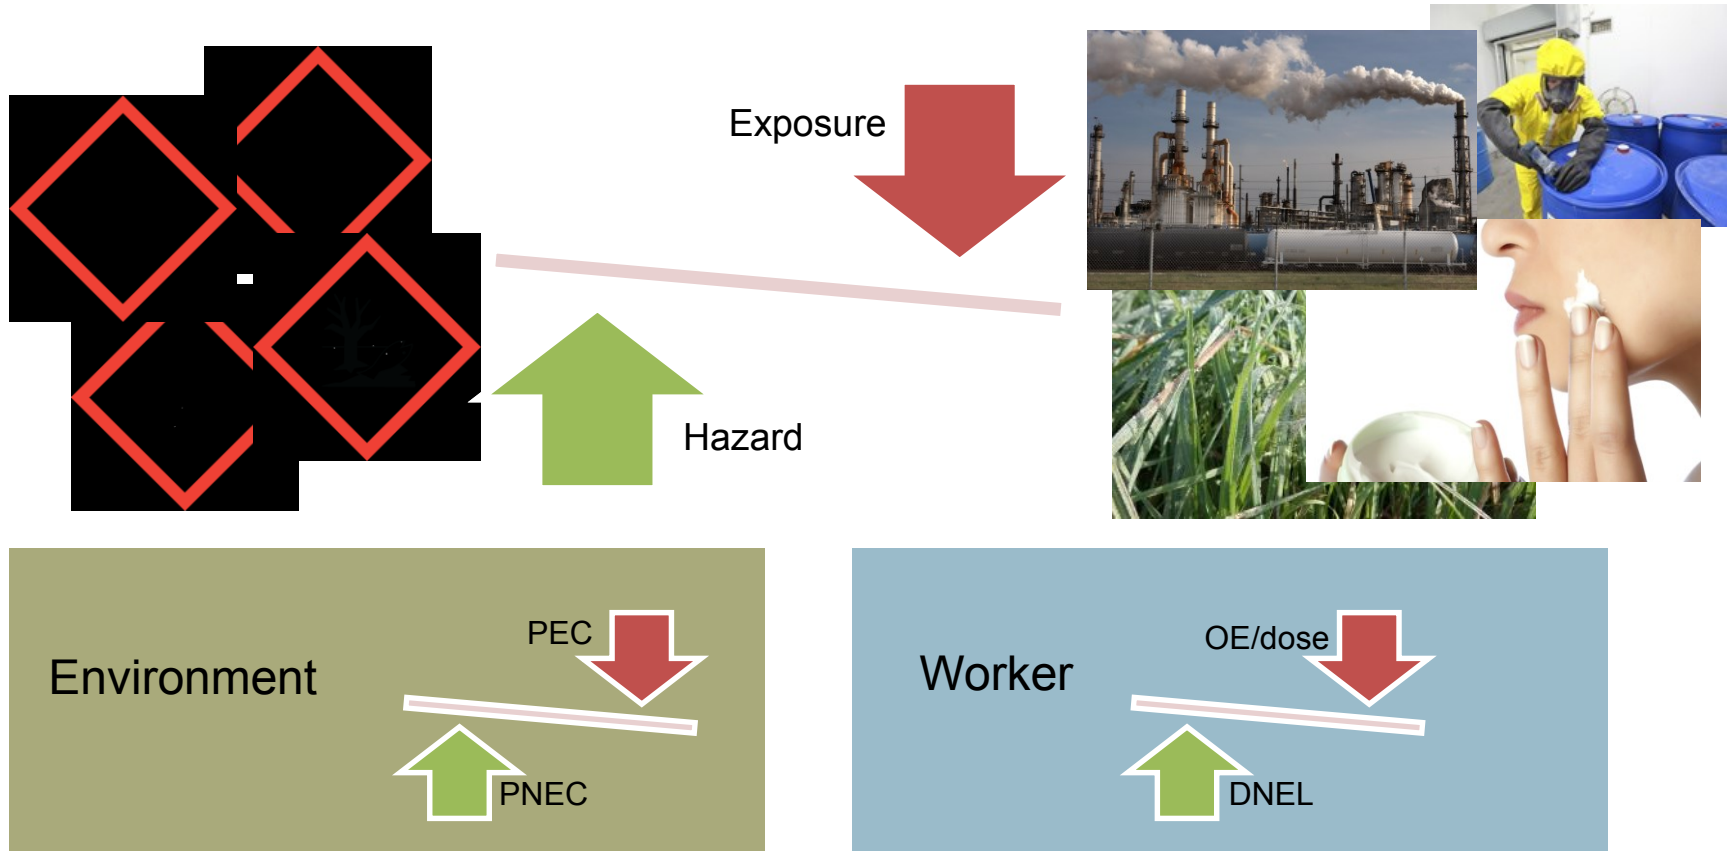 Exposure
Hazard
Environment
PEC
PNEC
Worker
OE/dose
DNEL